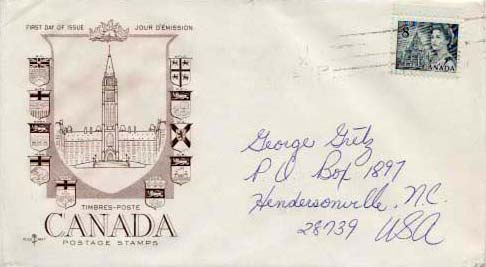 FIRST DAY OF ISSUE JOUR D'ÉMISSION
8
CANADA
George Gretz
P O. Box 1897
Hendersonville, N.C.
28739 USA
TIMBRES-POSTE
CANADA
POSTAGE STAMPS